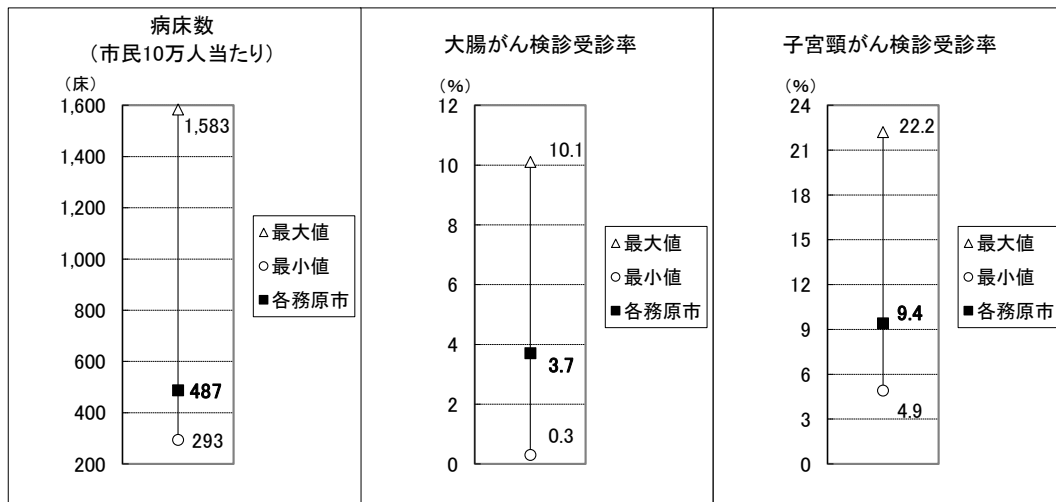 病床数
（市民10万人当たり）
（床）
1,600
1,400
1,200
1,000
800
600
400
200
1,583
487
293
△最大値
○最小値
■各務原市
大腸がん検診受診率
（%）
12
10
8
6
4
2
0
10.1
3.7
0.3
△最大値
○最小値
■各務原市
子宮頸がん検診受診率
（%）
24
21
18
15
12
9
6
3
0
22.2
9.4
4.9
△最大値
○最小値
■各務原市